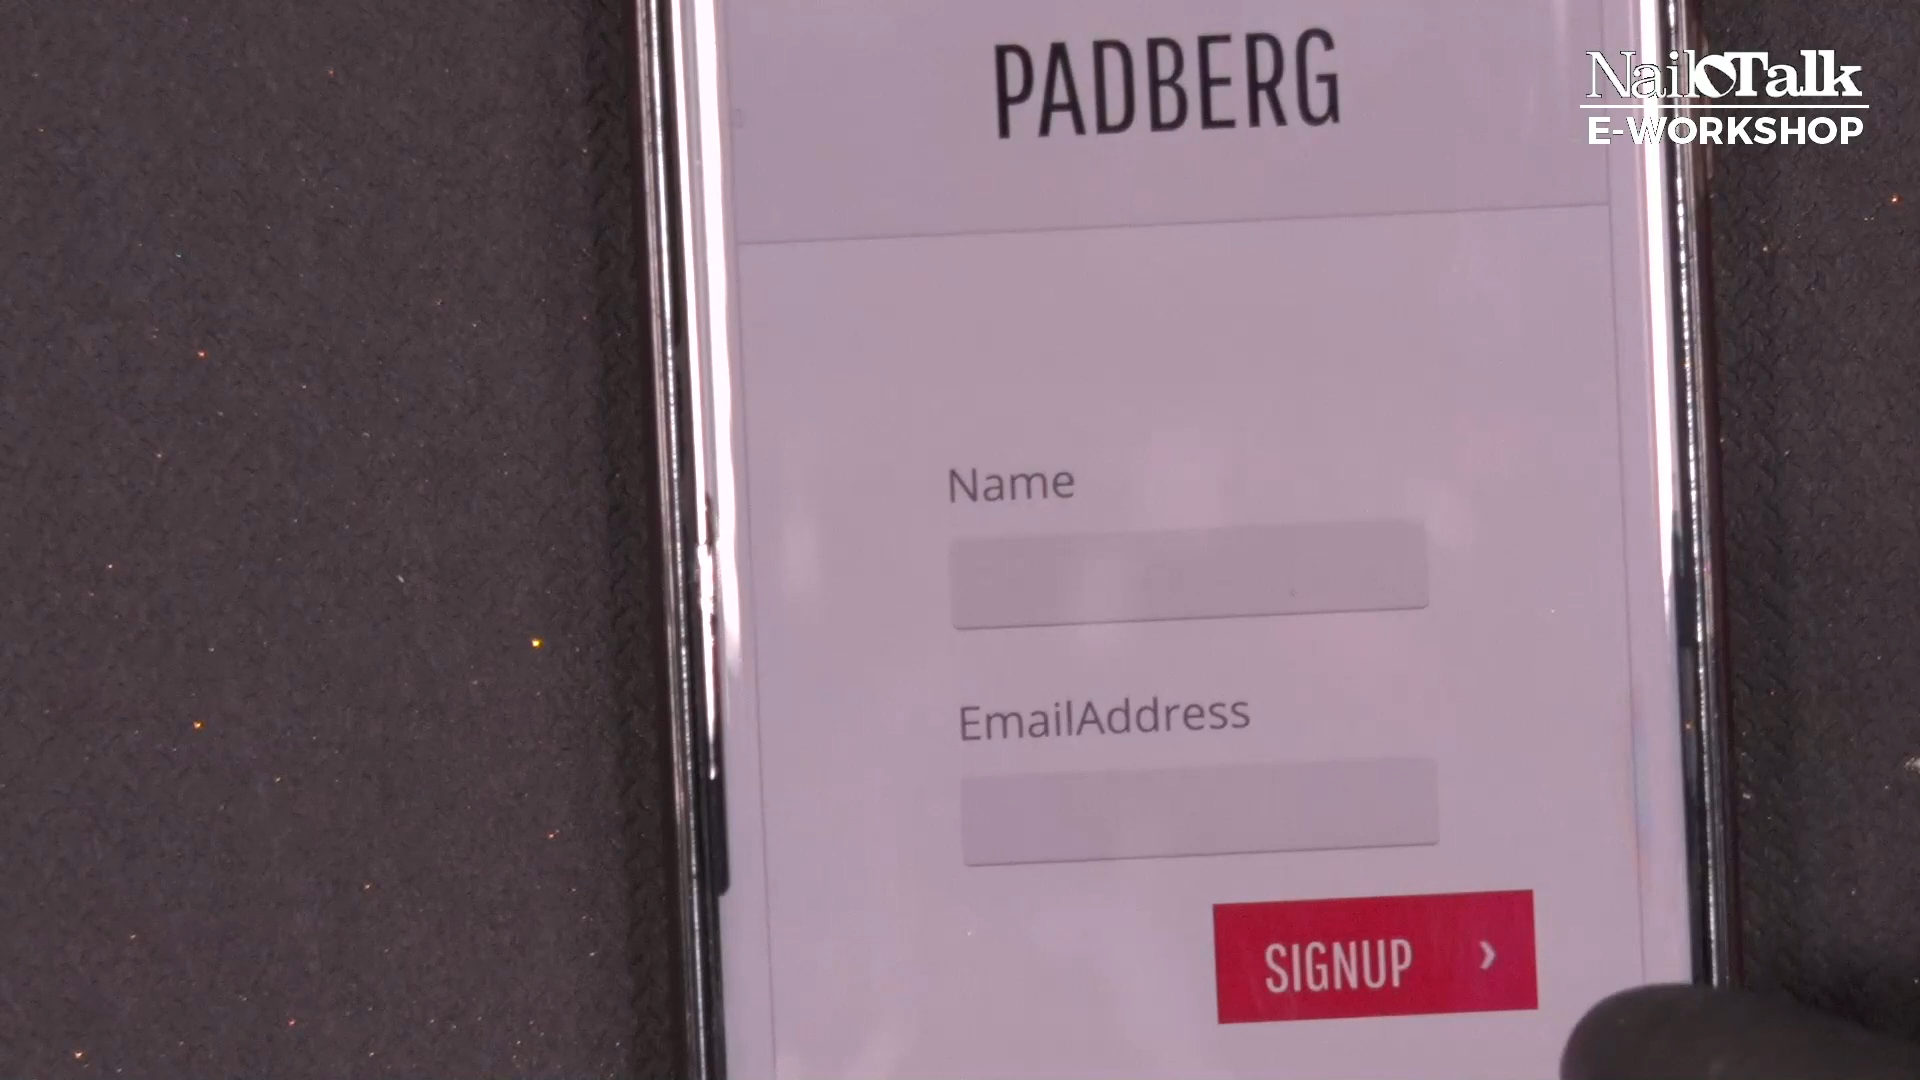 PADBERG
NailTalk
E-WORKSHOP
Name
EmailAddress
SIGNUP